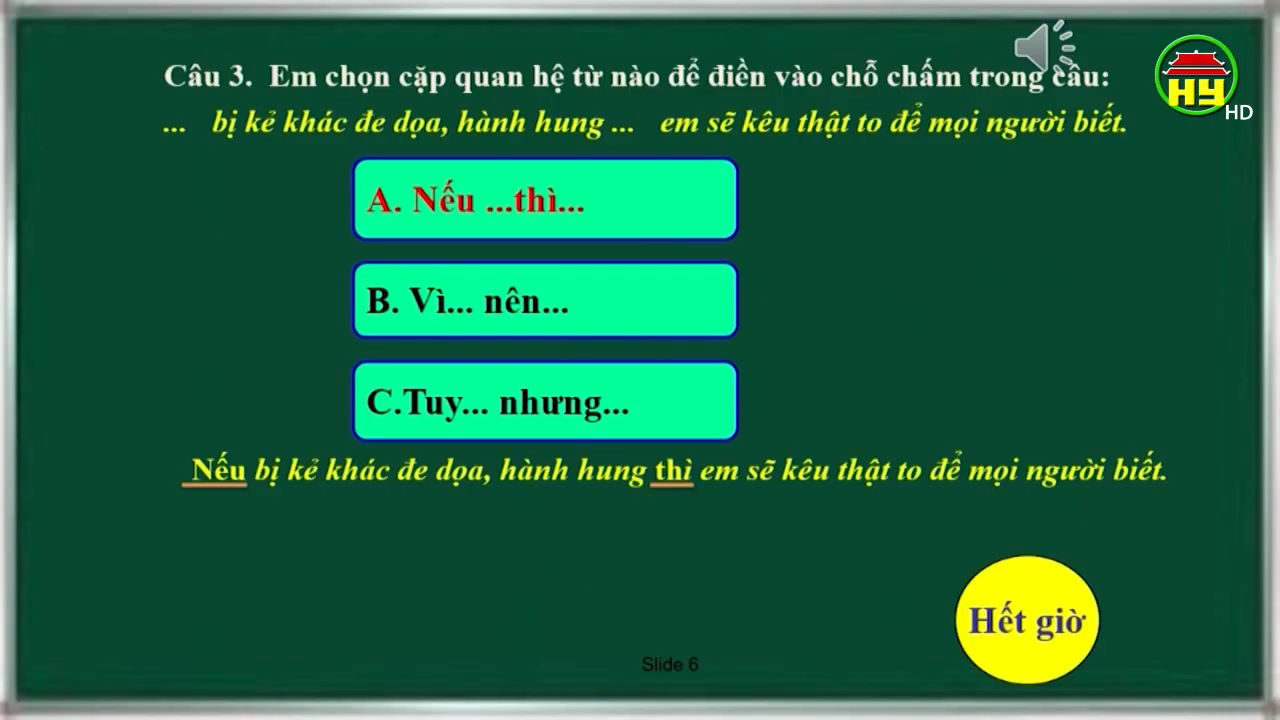 Câu 3. Em chọn cặp quan hệ từ nào để điền vào chỗ chấm trong câu:
... bị kẻ khác đe dọa, hành hung ... em sẽ kêu thật to để mọi người biết.
A. Nếu ...thì...
B. Vì... nên...
C.Tuy... nhưng...
Nếu bị kẻ khác đe dọa, hành hung thì em sẽ kêu thật to để mọi người biết.
Hết giờ
Slide 6
HY
HD